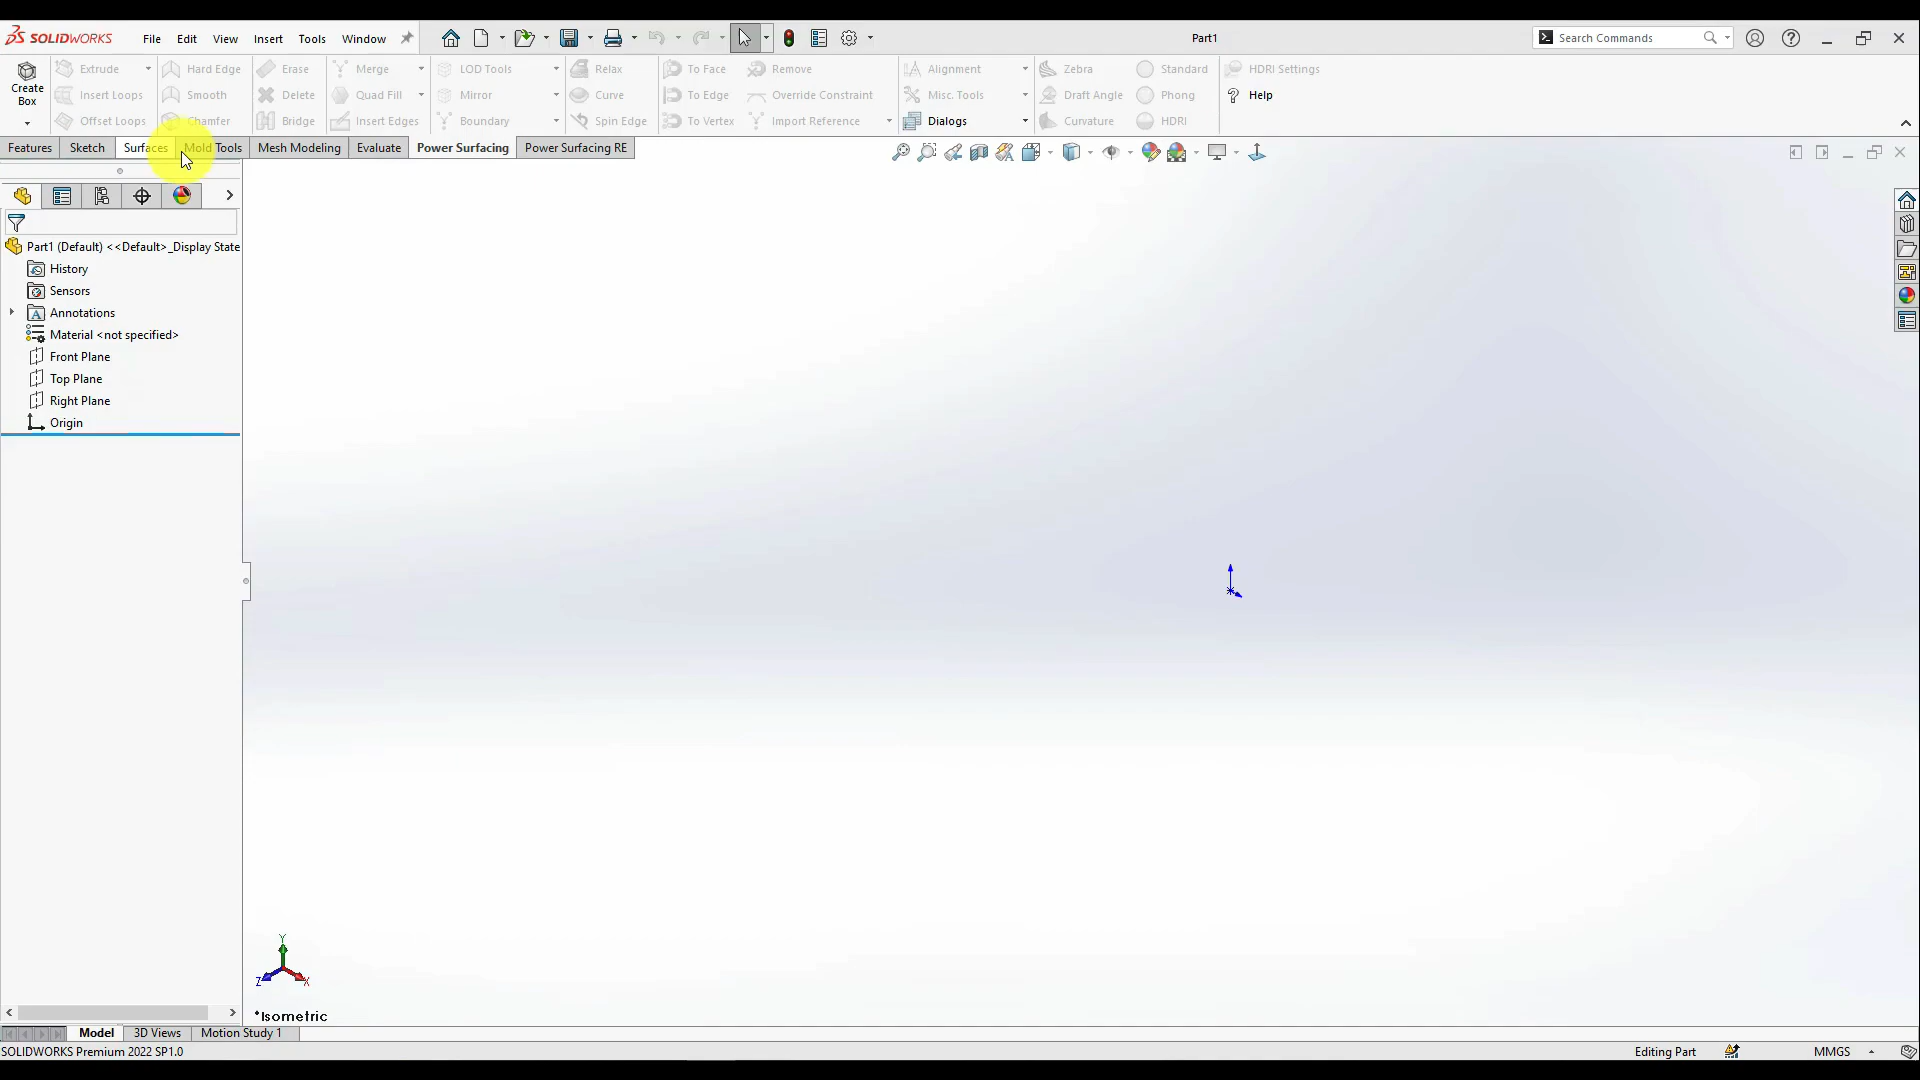 SOLIDWORKS File Edit View Insert Tools Window Part1 Search Commands
Create Box
Extrude Hard Edge Erase Merge LOD Tools Relax To Face Remove Alignment Zebra Standard HDRI Settings
Insert Loops Smooth Delete Quad Fill Mirror Curve To Edge Override Constraint Misc. Tools Draft Angle Phong Help
Offset Loops Chamfer Bridge Insert Edges Boundary Spin Edge To Vertex Import Reference Dialogs Curvature HDRI
Features Sketch Surfaces Mold Tools Mesh Modeling Evaluate Power Surfacing Power Surfacing RE
Part1 (Default) <<Default>_Display State
History
Sensors
Annotations
Material <not specified>
Front Plane
Top Plane
Right Plane
Origin
Y
Z X
*Isometric
Model 3D Views Motion Study 1
SOLIDWORKS Premium 2022 SP1.0 Editing Part MMGS